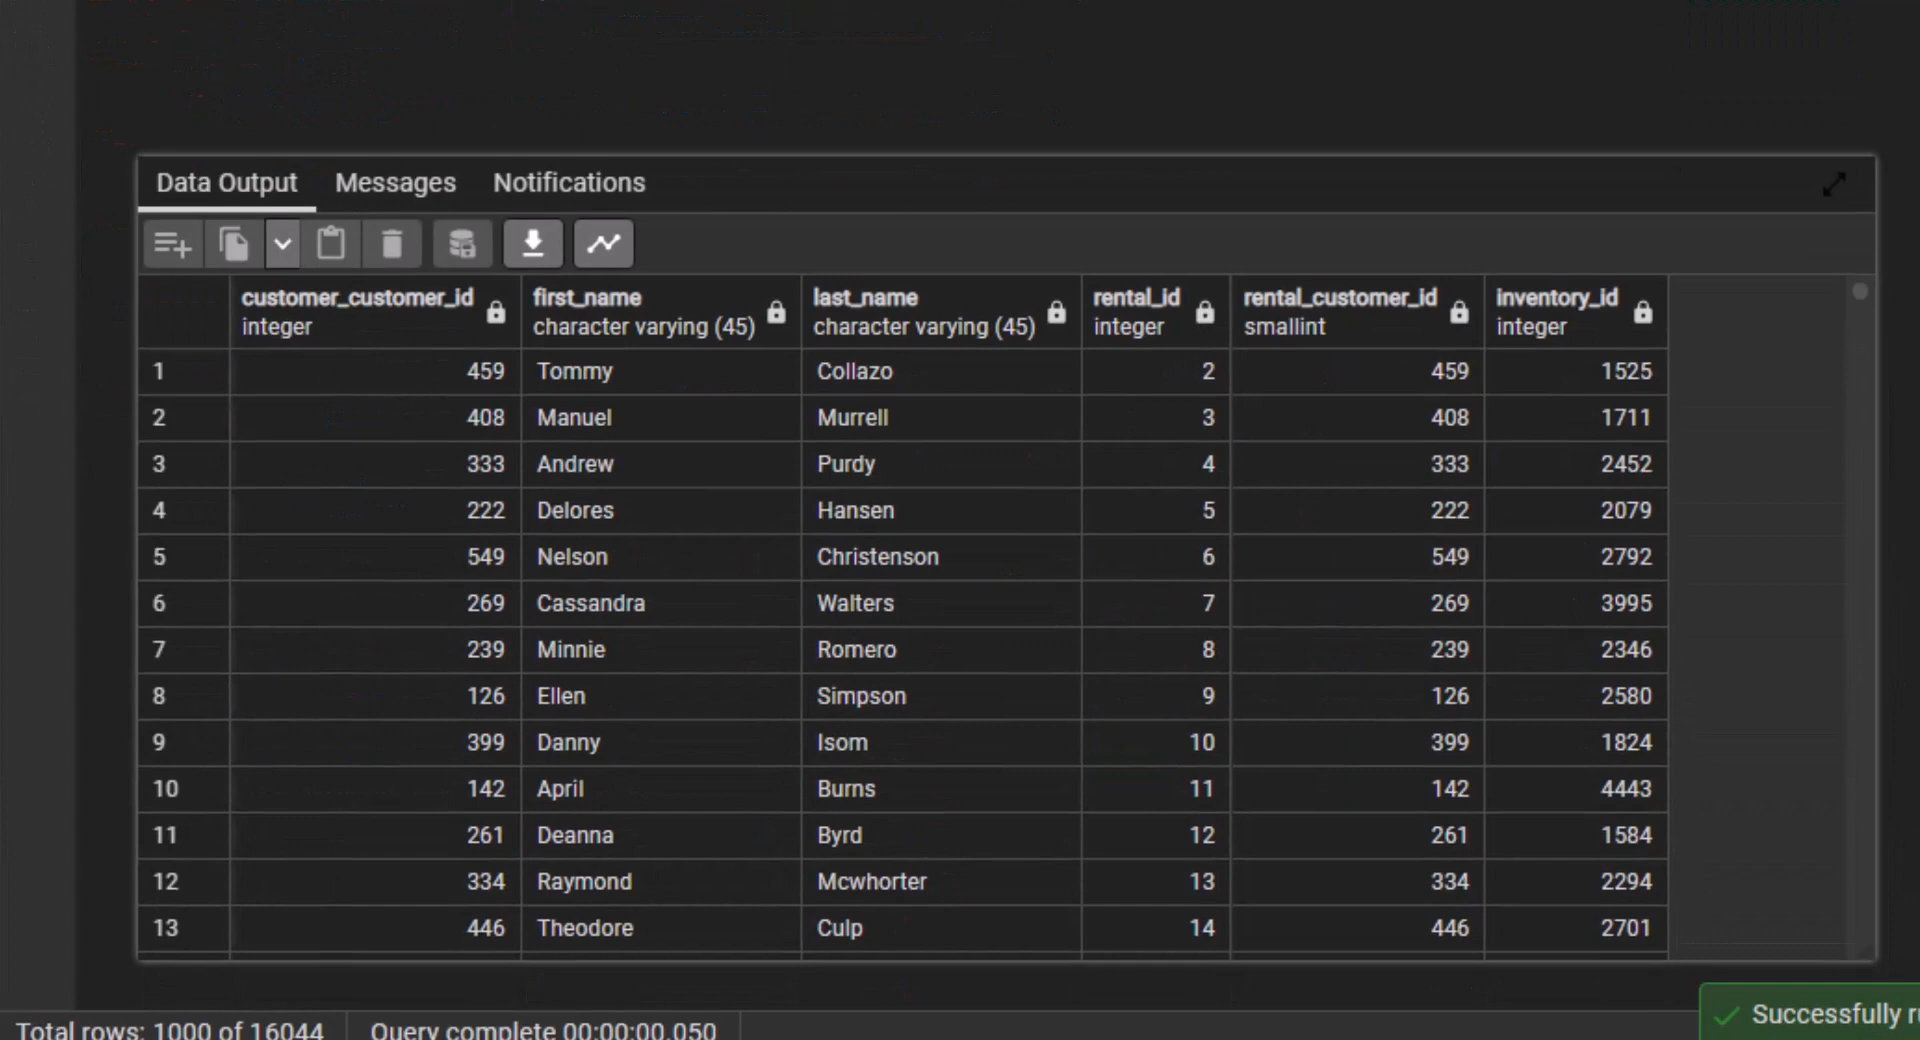 Data Output Messages Notifications
customer_customer_id first_name last_name rental_id rental_customer_id inventory_id
integer character varying (45) character varying (45) integer smallint integer
1 459 Tommy Collazo 2 459 1525
2 408 Manuel Murrell 3 408 1711
3 333 Andrew Purdy 4 333 2452
4 222 Delores Hansen 5 222 2079
5 549 Nelson Christenson 6 549 2792
6 269 Cassandra Walters 7 269 3995
7 239 Minnie Romero 8 239 2346
8 126 Ellen Simpson 9 126 2580
9 399 Danny Isom 10 399 1824
10 142 April Burns 11 142 4443
11 261 Deanna Byrd 12 261 1584
12 334 Raymond Mcwhorter 13 334 2294
13 446 Theodore Culp 14 446 2701
Successfully
Total rows: 1000 of 16044 Query complete 00:00:00.050